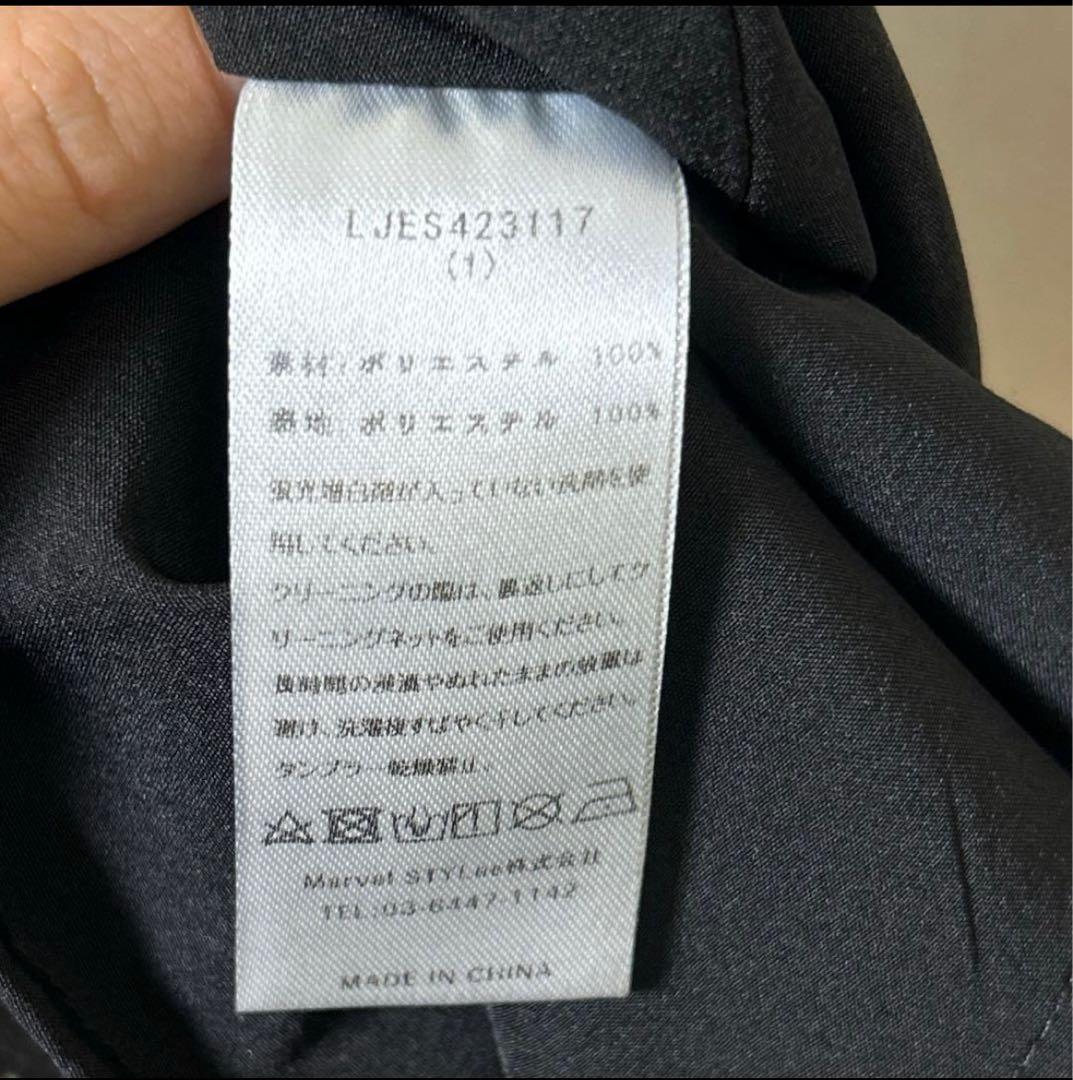 LJES423117
(1)
素材:ポリエステル 100%
ポリエステル 100%
蛍光増白剤が入っていない洗剤を使
用してください。
クリーニングの際は、裏返しにしてク
リーニングネットをご使用ください。
長時間の浸漬やぬれたままの放置は
避け、洗濯後すばやく干してください。
タンブラー乾燥禁止。
Marvel STYLee株式会社
TEL:03-6447-1142
MADE IN CHINA